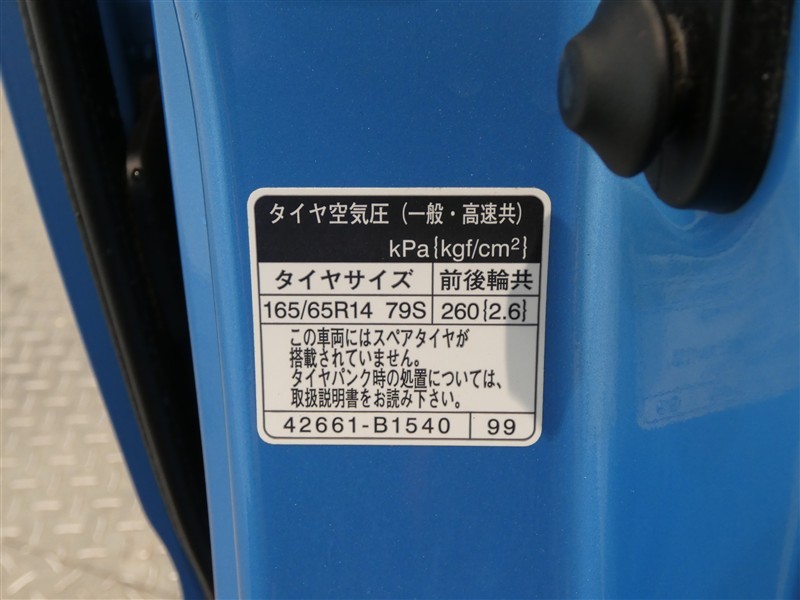 タイヤ空気圧（一般・高速共）
kPa{kgf/cm²}
タイヤサイズ 前後輪共
165/65R14 79S 260{2.6}
この車両にはスペアタイヤが
搭載されていません。
タイヤパンク時の処置については、
取扱説明書をお読み下さい。
42661-B1540 99